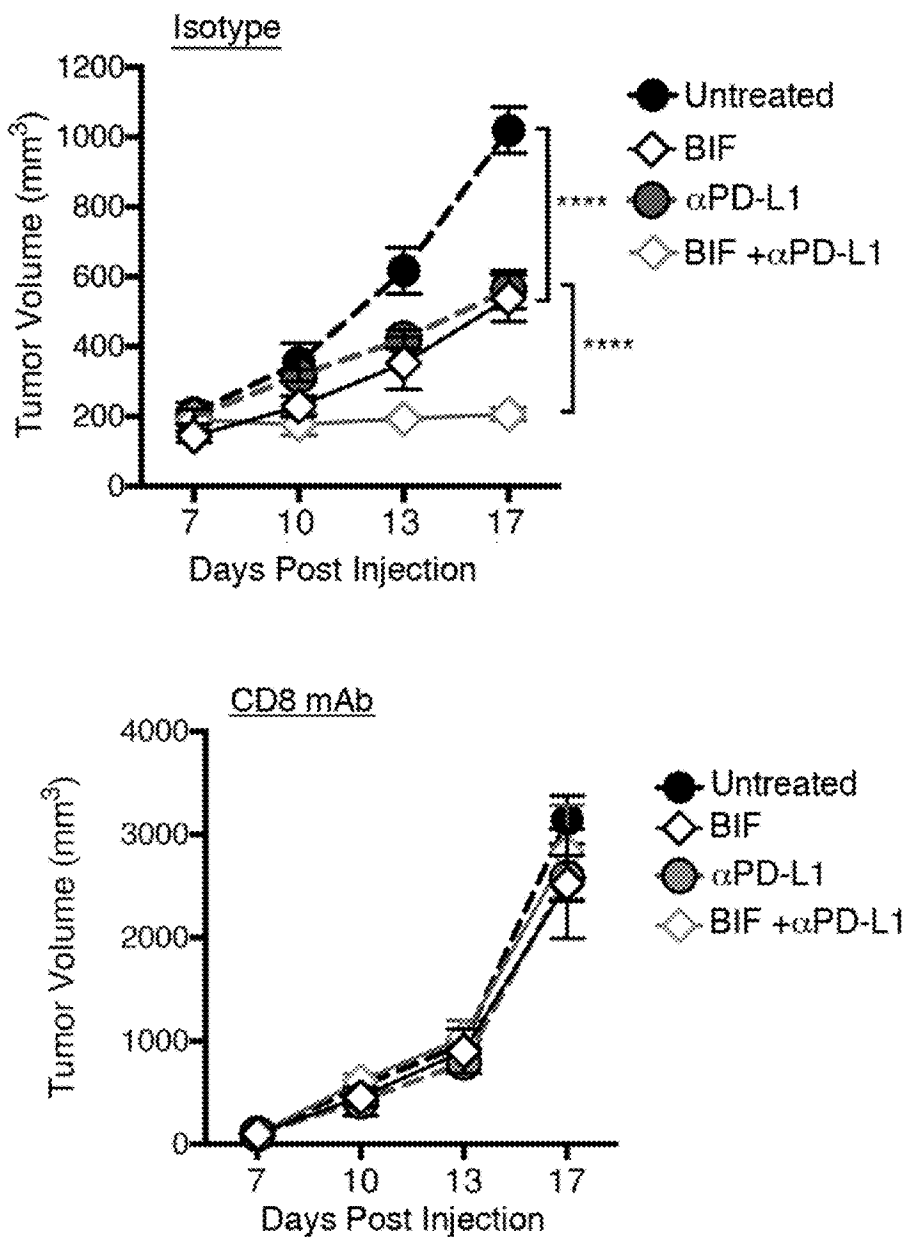 Isotype
1200
1000
800
600
400
200
0
Tumor Volume (mm³)
7 10 13 17
Days Post Injection
Untreated
BIF
αPD-L1
BIF +αPD-L1
****
****
CD8 mAb
4000
3000
2000
1000
0
Tumor Volume (mm³)
7 10 13 17
Days Post Injection
Untreated
BIF
αPD-L1
BIF +αPD-L1